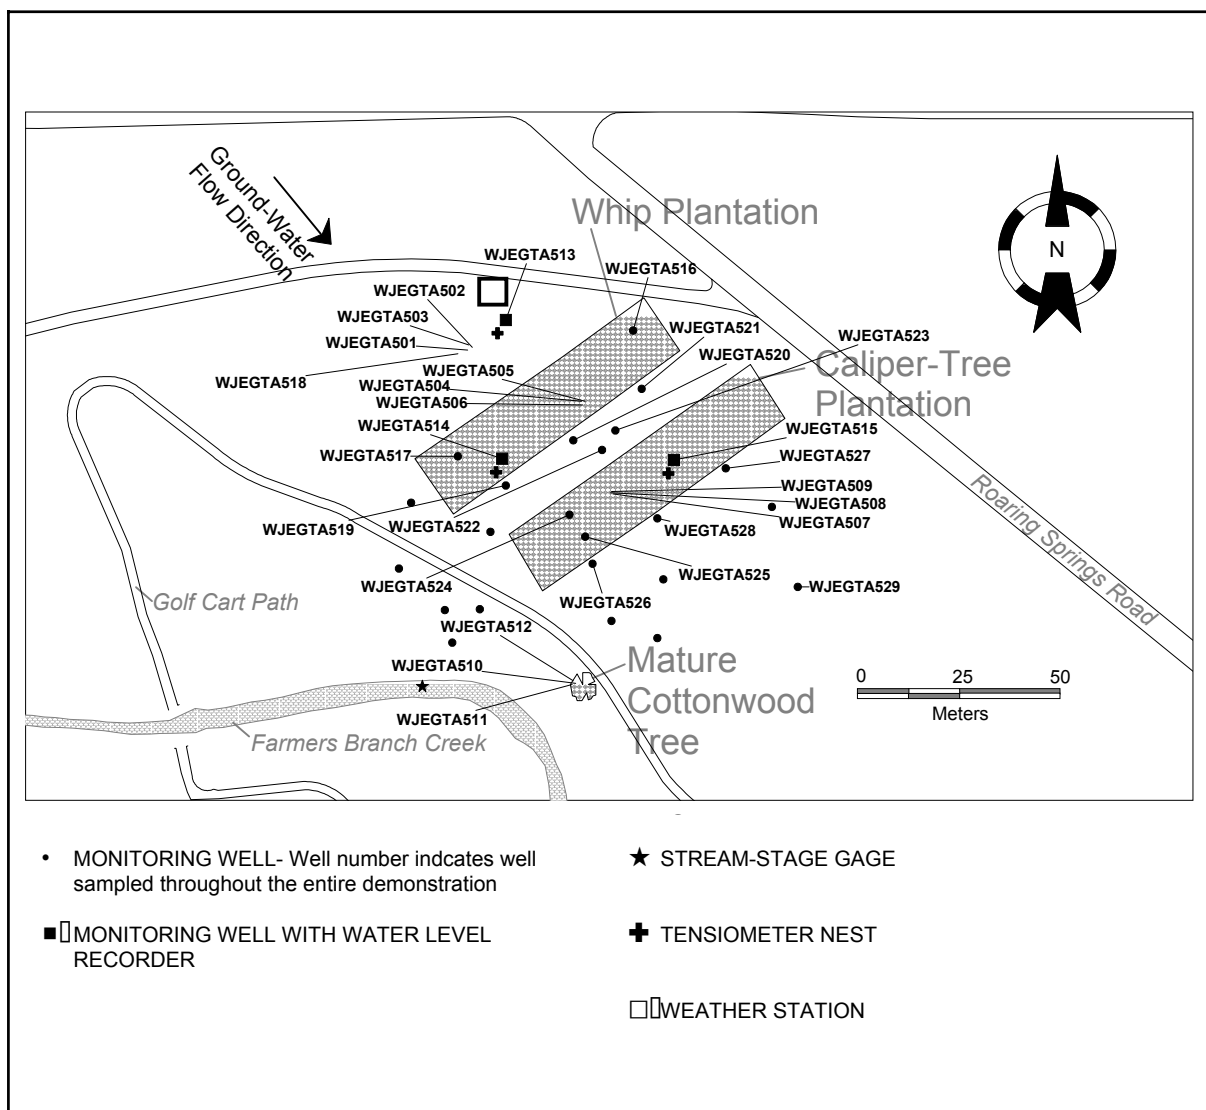 Ground-Water
Flow Direction
Whip Plantation
N
WJEGTA513
WJEGTA516
WJEGTA502
WJEGTA503
WJEGTA501
WJEGTA518
WJEGTA521
WJEGTA523
WJEGTA520
Caliper-Tree
Plantation
WJEGTA505
WJEGTA504
WJEGTA506
WJEGTA514
WJEGTA515
WJEGTA517
WJEGTA527
WJEGTA509
WJEGTA508
WJEGTA507
WJEGTA519
WJEGTA522
WJEGTA528
Roaring Springs Road
WJEGTA524
WJEGTA525
WJEGTA529
Golf Cart Path
WJEGTA526
WJEGTA512
WJEGTA510
Mature
Cottonwood
Tree
WJEGTA511
Farmers Branch Creek
0 25 50
Meters
• MONITORING WELL- Well number indcates well
sampled throughout the entire demonstration
MONITORING WELL WITH WATER LEVEL
RECORDER
STREAM-STAGE GAGE
TENSIOMETER NEST
WEATHER STATION